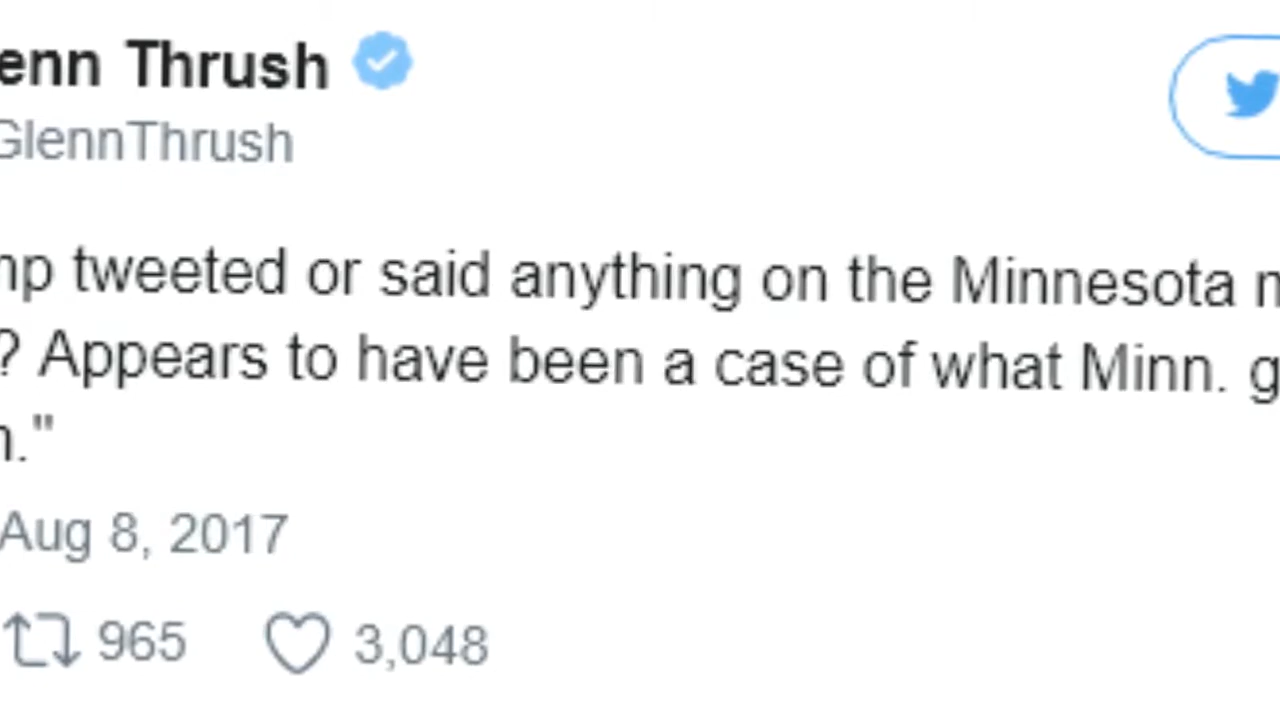 enn Thrush
GlennThrush
mp tweeted or said anything on the Minnesota
? Appears to have been a case of what Minn. g
n."
Aug 8, 2017
965 3,048